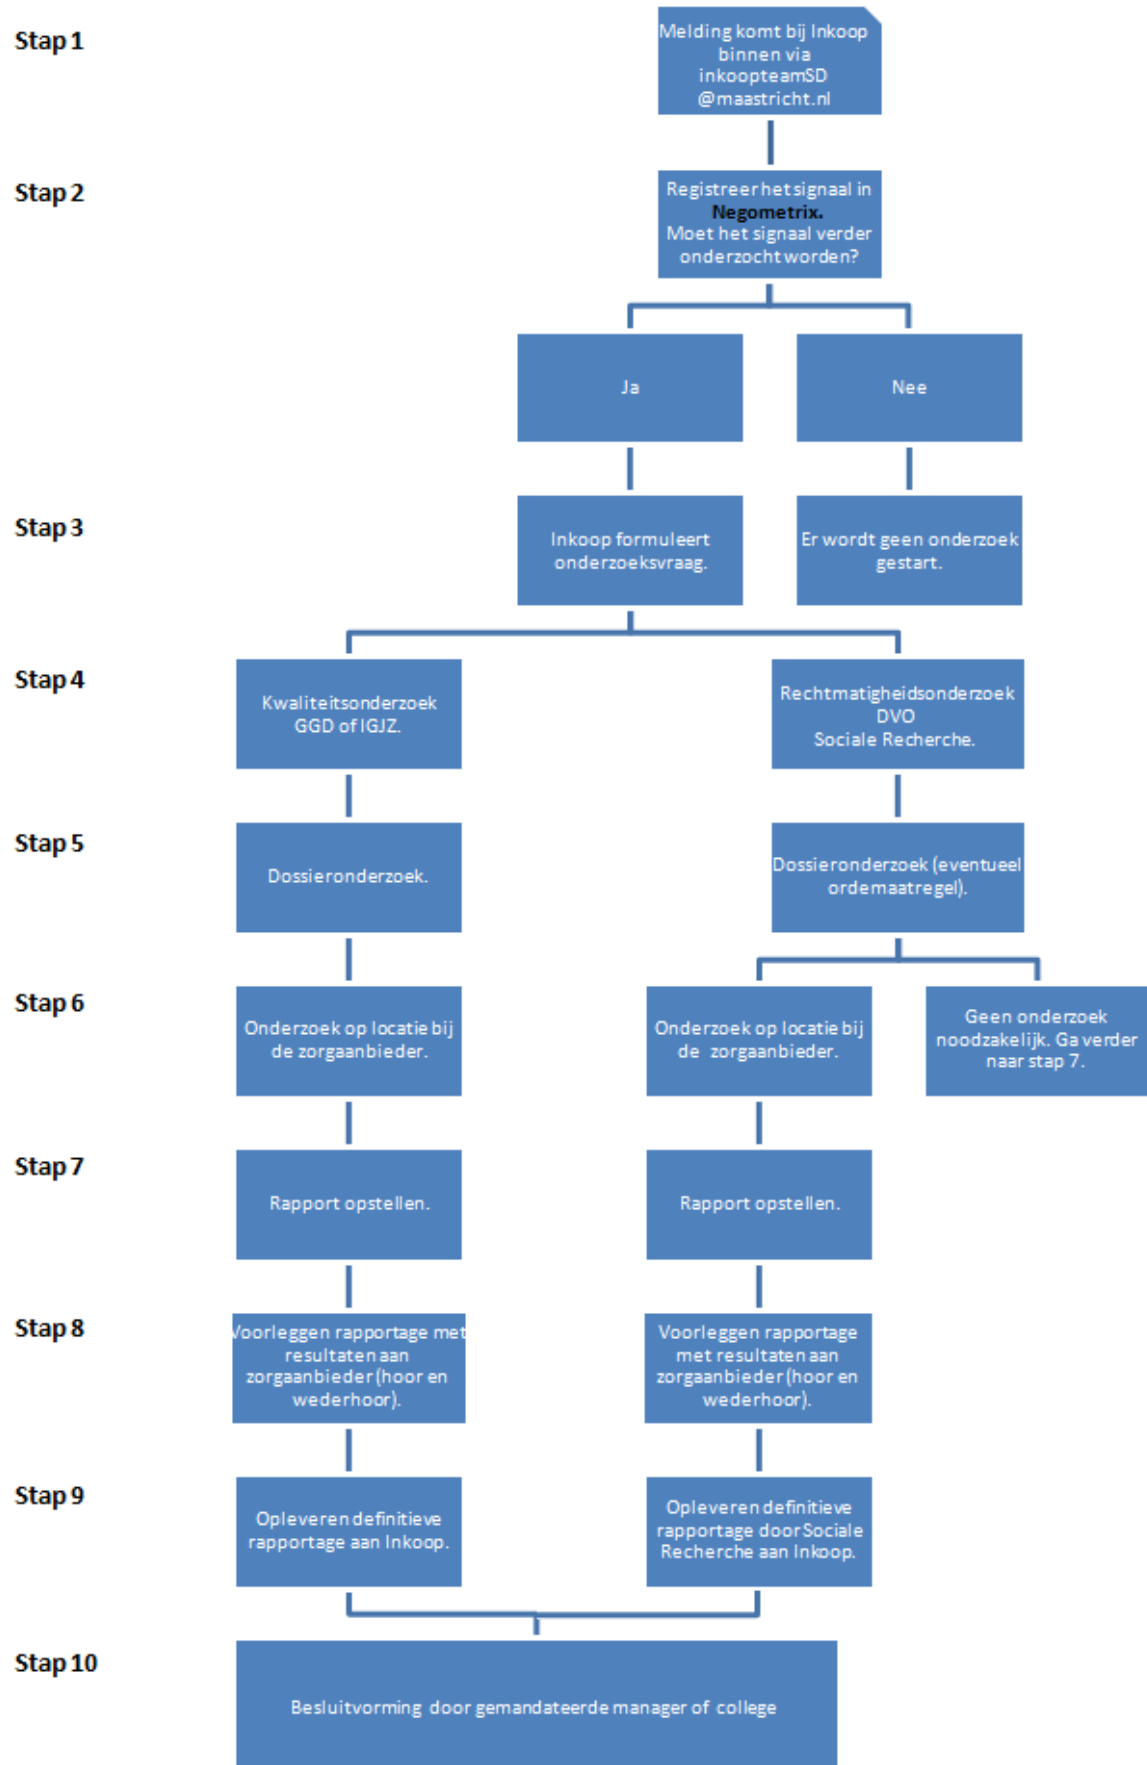 Stap 1
Melding komt bij Inkoop
binnen via
inkoopteamSD
@maastricht.nl
Stap 2
Registreer het signaal in
Negometrix.
Moet het signaal verder
onderzocht worden?
Ja
Nee
Stap 3
Inkoop formuleert
onderzoeksvraag.
Er wordt geen onderzoek
gestart.
Stap 4
Kwaliteitsonderzoek
GGD of IGJZ.
Rechtmatigheidsonderzoek
DVO
Sociale Recherche.
Stap 5
Dossieronderzoek.
Dossieronderzoek (eventueel
ordemaatregel).
Stap 6
Onderzoek op locatie bij
de zorgaanbieder.
Onderzoek op locatie bij
de zorgaanbieder.
Geen onderzoek
noodzakelijk. Ga verder
naar stap 7.
Stap 7
Rapport opstellen.
Rapport opstellen.
Stap 8
Voorleggen rapportage met
resultaten aan
zorgaanbieder (hoor en
wederhoor).
Voorleggen rapportage
met resultaten aan
zorgaanbieder (hoor en
wederhoor).
Stap 9
Opleveren definitieve
rapportage aan Inkoop.
Opleveren definitieve
rapportage door Sociale
Recherche aan Inkoop.
Stap 10
Besluitvorming door gemandateerde manager of college